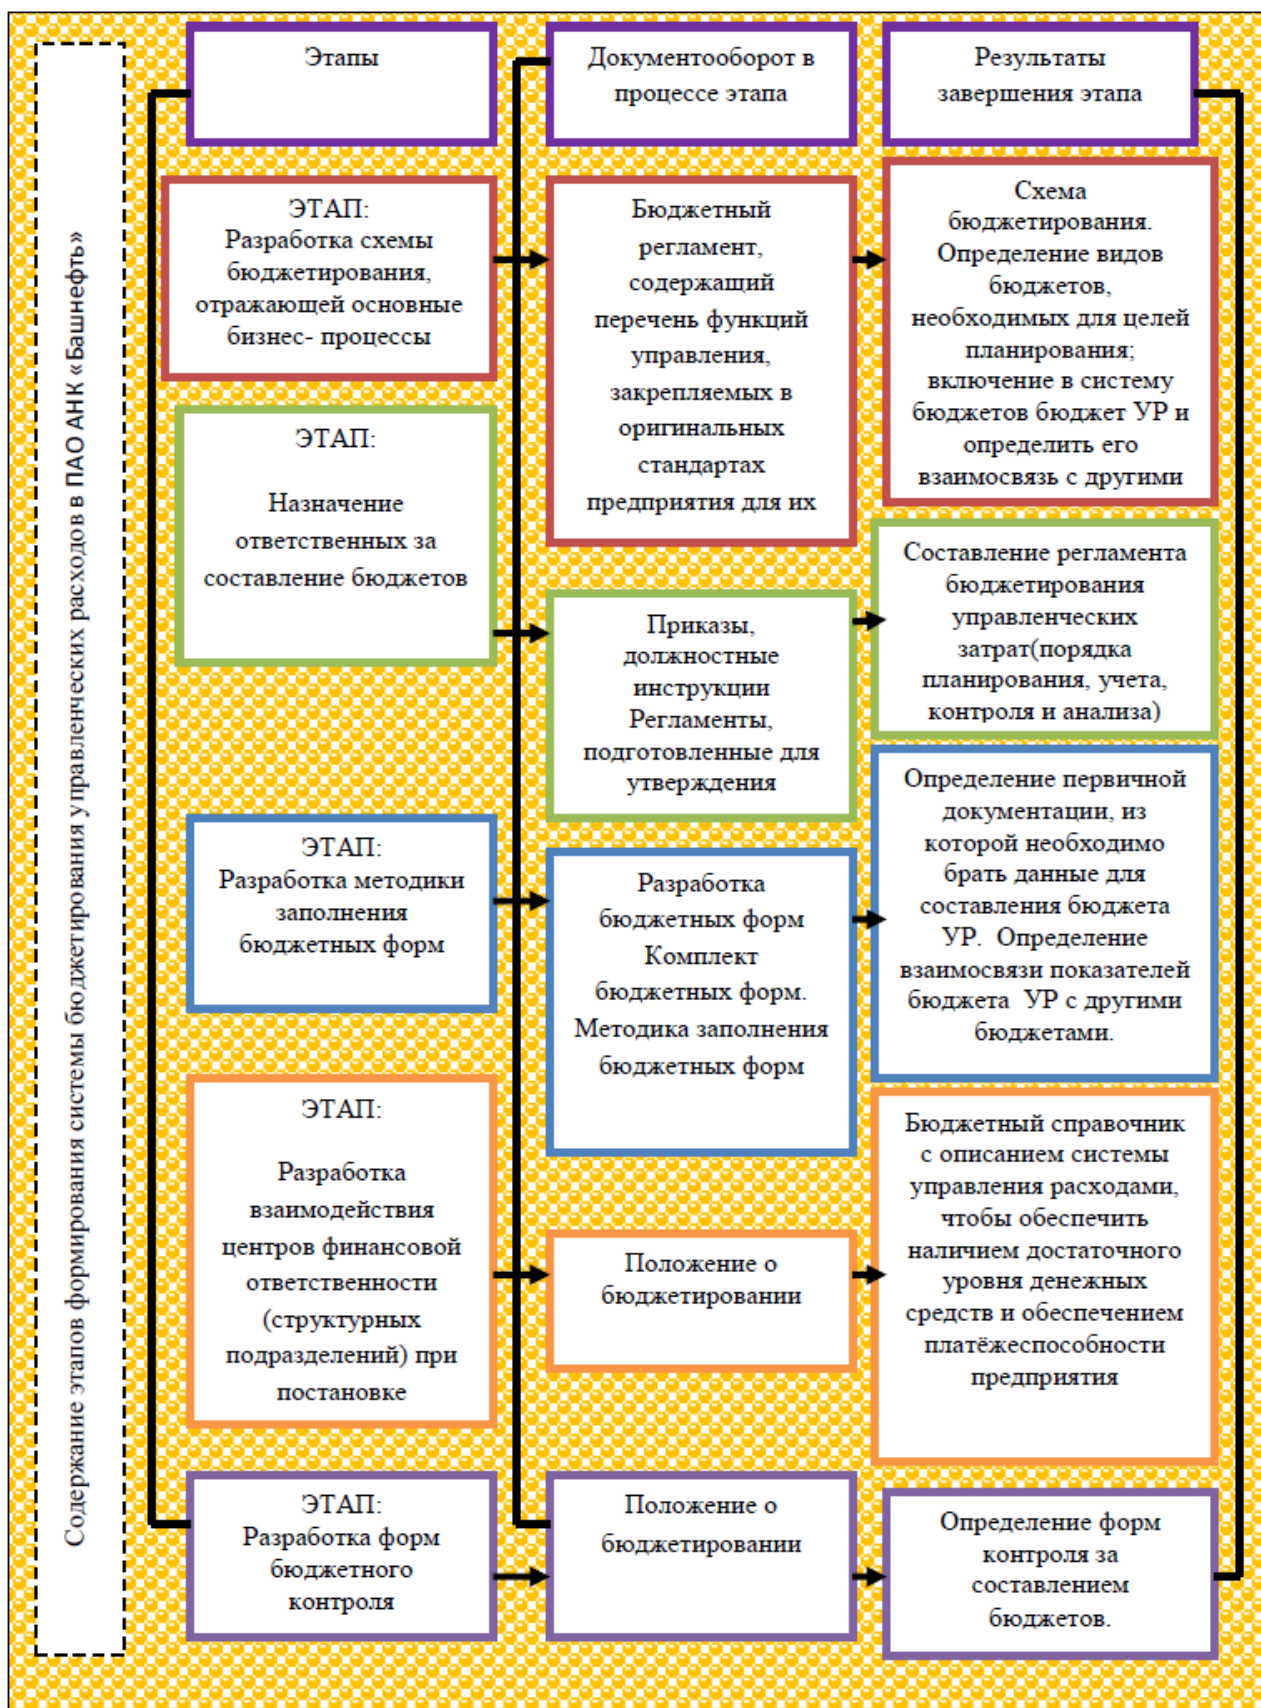 Содержание этапов формирования системы бюджетирования управленческих расходов в ПАО АНК «Башнефть»
Этапы
Документооборот в
процессе этапа
Результаты
завершения этапа
ЭТАП:
Разработка схемы
бюджетирования,
отражающей основные
бизнес- процессы
Бюджетный
регламент,
содержащий
перечень функций
управления,
закрепляемых в
оригинальных
стандартах
предприятия для их
Схема
бюджетирования.
Определение видов
бюджетов,
необходимых для целей
планирования;
включение в систему
бюджетов бюджет УР и
определить его
взаимосвязь с другими
ЭТАП:
Назначение
ответственных за
составление бюджетов
Приказы,
должностные
инструкции
Регламенты,
подготовленные для
утверждения
Составление регламента
бюджетирования
управленческих
затрат(порядка
планирования, учета,
контроля и анализа)
ЭТАП:
Разработка методики
заполнения
бюджетных форм
Разработка
бюджетных форм
Комплект
бюджетных форм.
Методика заполнения
бюджетных форм
Определение первичной
документации, из
которой необходимо
брать данные для
составления бюджета
УР. Определение
взаимосвязи показателей
бюджета УР с другими
бюджетами.
ЭТАП:
Разработка
взаимодействия
центров финансовой
ответственности
(структурных
подразделений) при
постановке
Положение о
бюджетировании
Бюджетный справочник
с описанием системы
управления расходами,
чтобы обеспечить
наличием достаточного
уровня денежных
средств и обеспечением
платёжеспособности
предприятия
ЭТАП:
Разработка форм
бюджетного
контроля
Положение о
бюджетировании
Определение форм
контроля за
составлением
бюджетов.